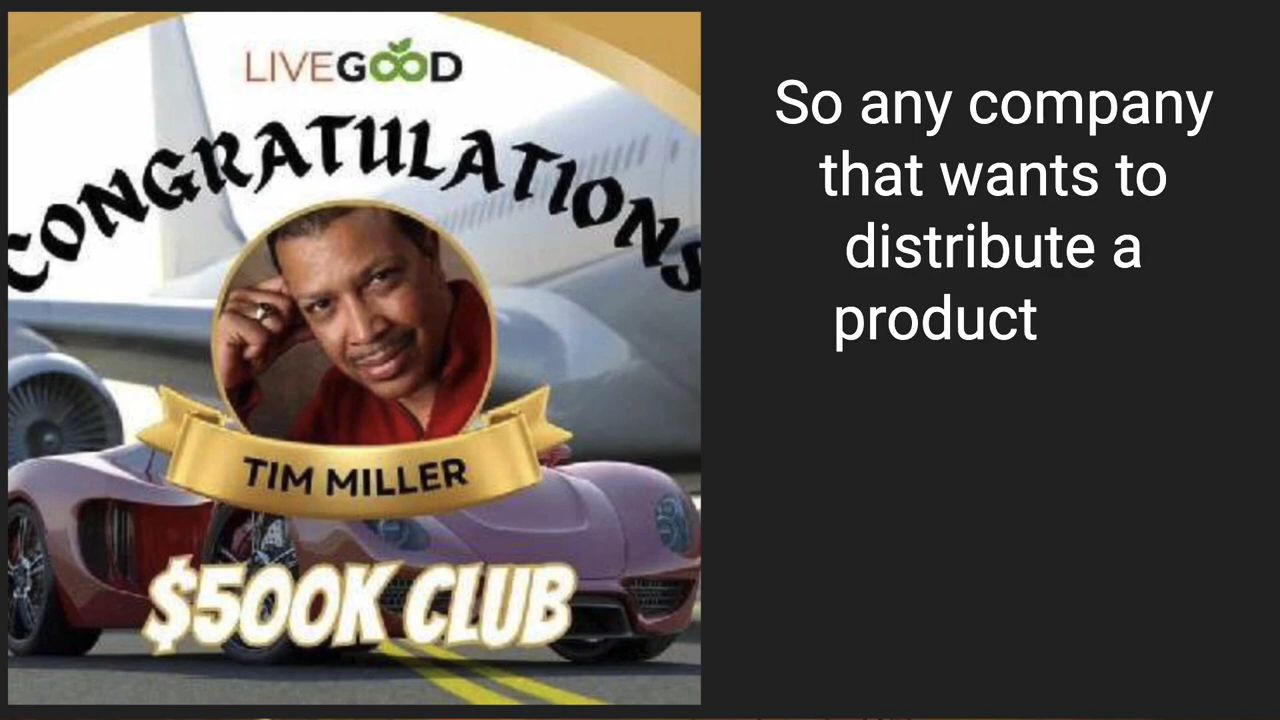 LIVEGOOD
CONGRATULATIONS
TIM MILLER
$500K CLUB
So any company
that wants to
distribute a
product